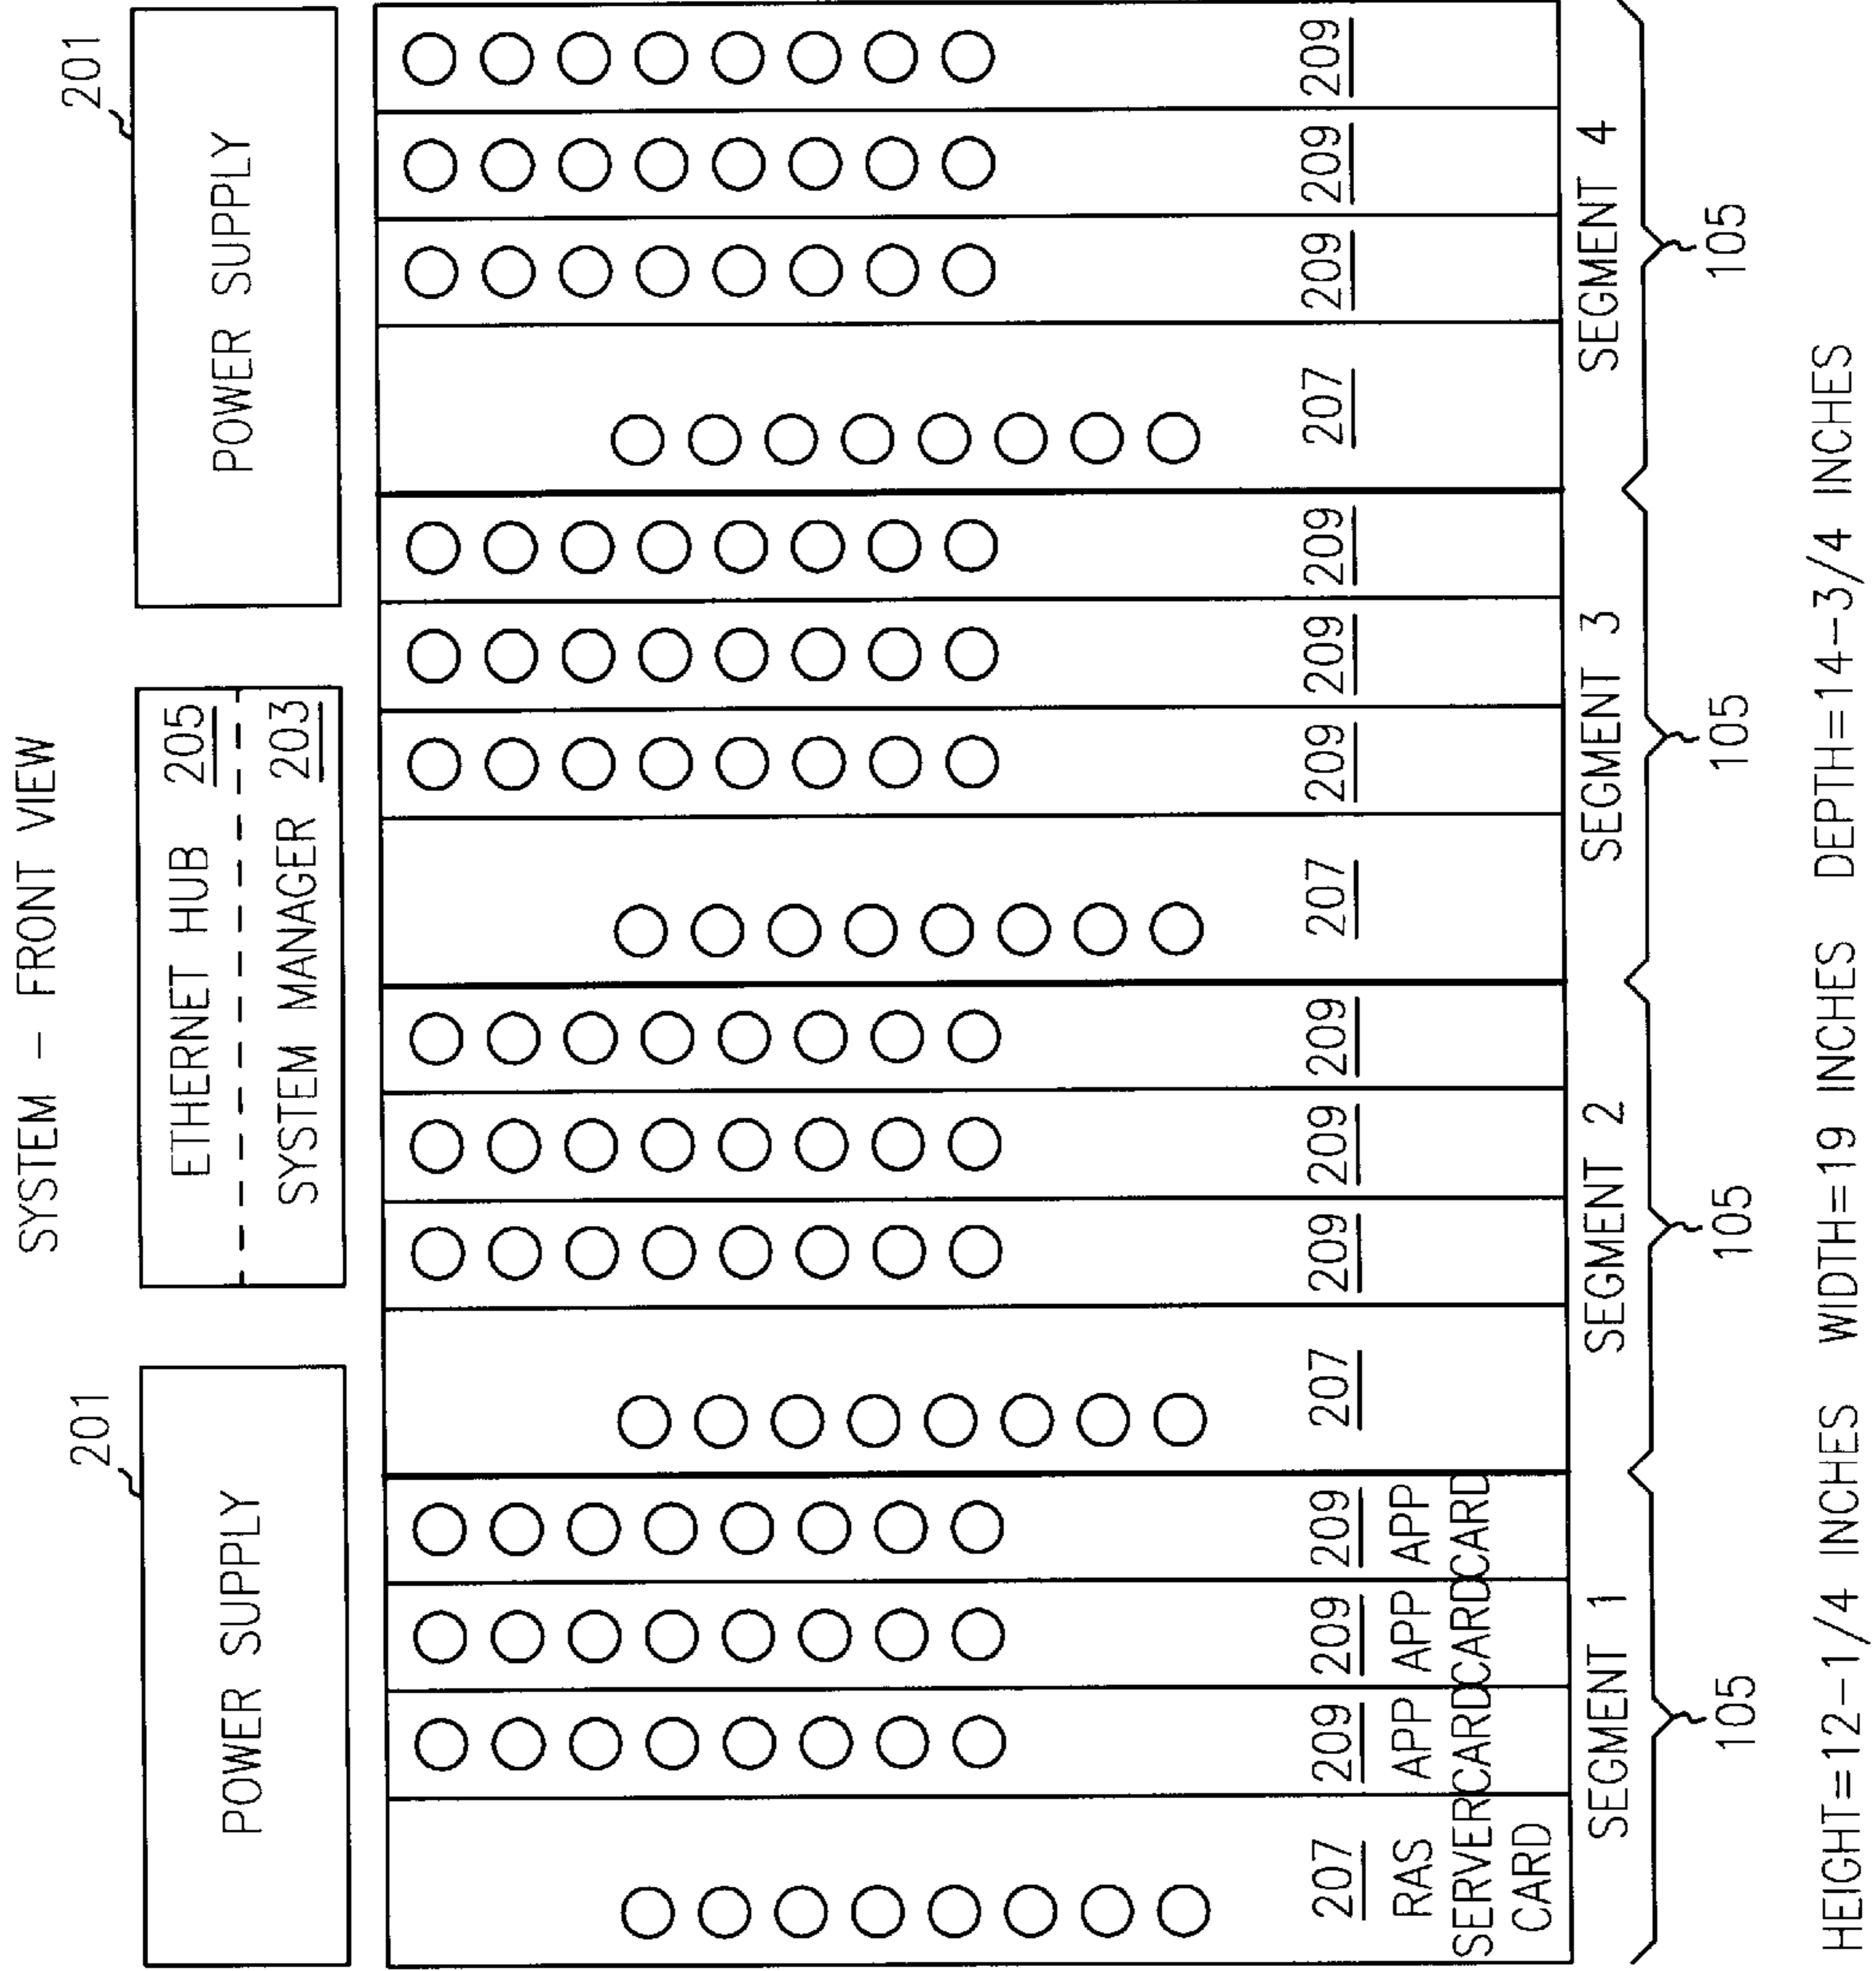 SYSTEM - FRONT VIEW
201
201
POWER SUPPLY
ETHERNET HUB 205
SYSTEM MANAGER 203
POWER SUPPLY
207 209 209 209 207 209 209 209 207 209 209 209 207 209 209 209
RAS APP APP APP
SERVER CARD CARD CARD
CARD
SEGMENT 1 SEGMENT 2 SEGMENT 3 SEGMENT 4
105 105 105 105
HEIGHT=12-1/4 INCHES WIDTH=19 INCHES DEPTH=14-3/4 INCHES